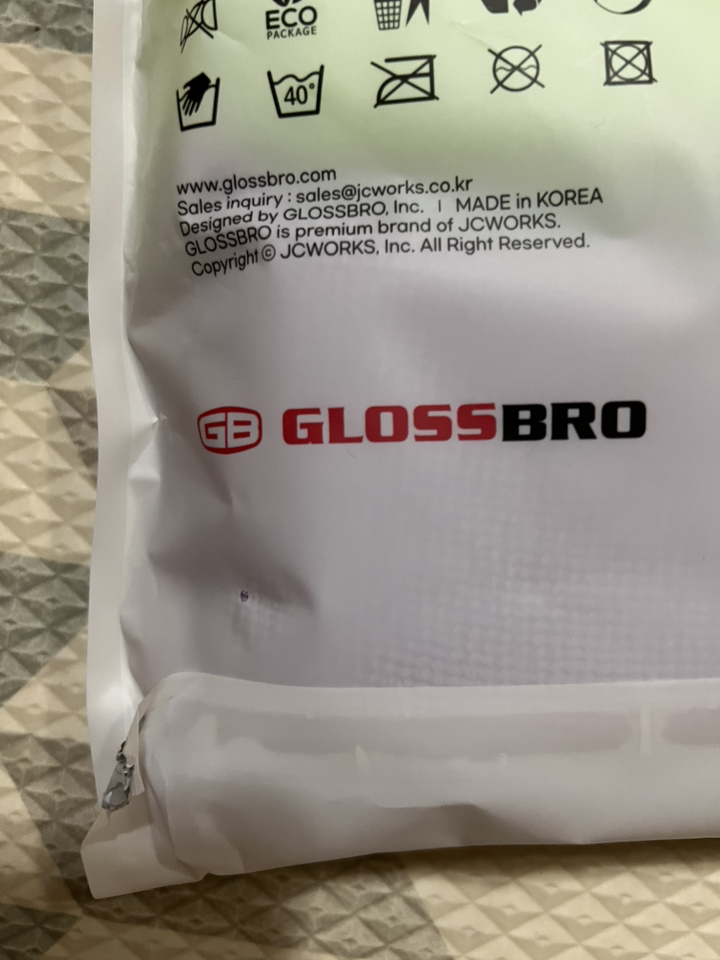 ECO
PACKAGE
40°
www.glossbro.com
Sales inquiry : sales@jcworks.co.kr
Designed by GLOSSBRO, Inc. | MADE in KOREA
GLOSSBRO is premium brand of JCWORKS.
Copyright © JCWORKS, Inc. All Right Reserved.
GB GLOSSBRO